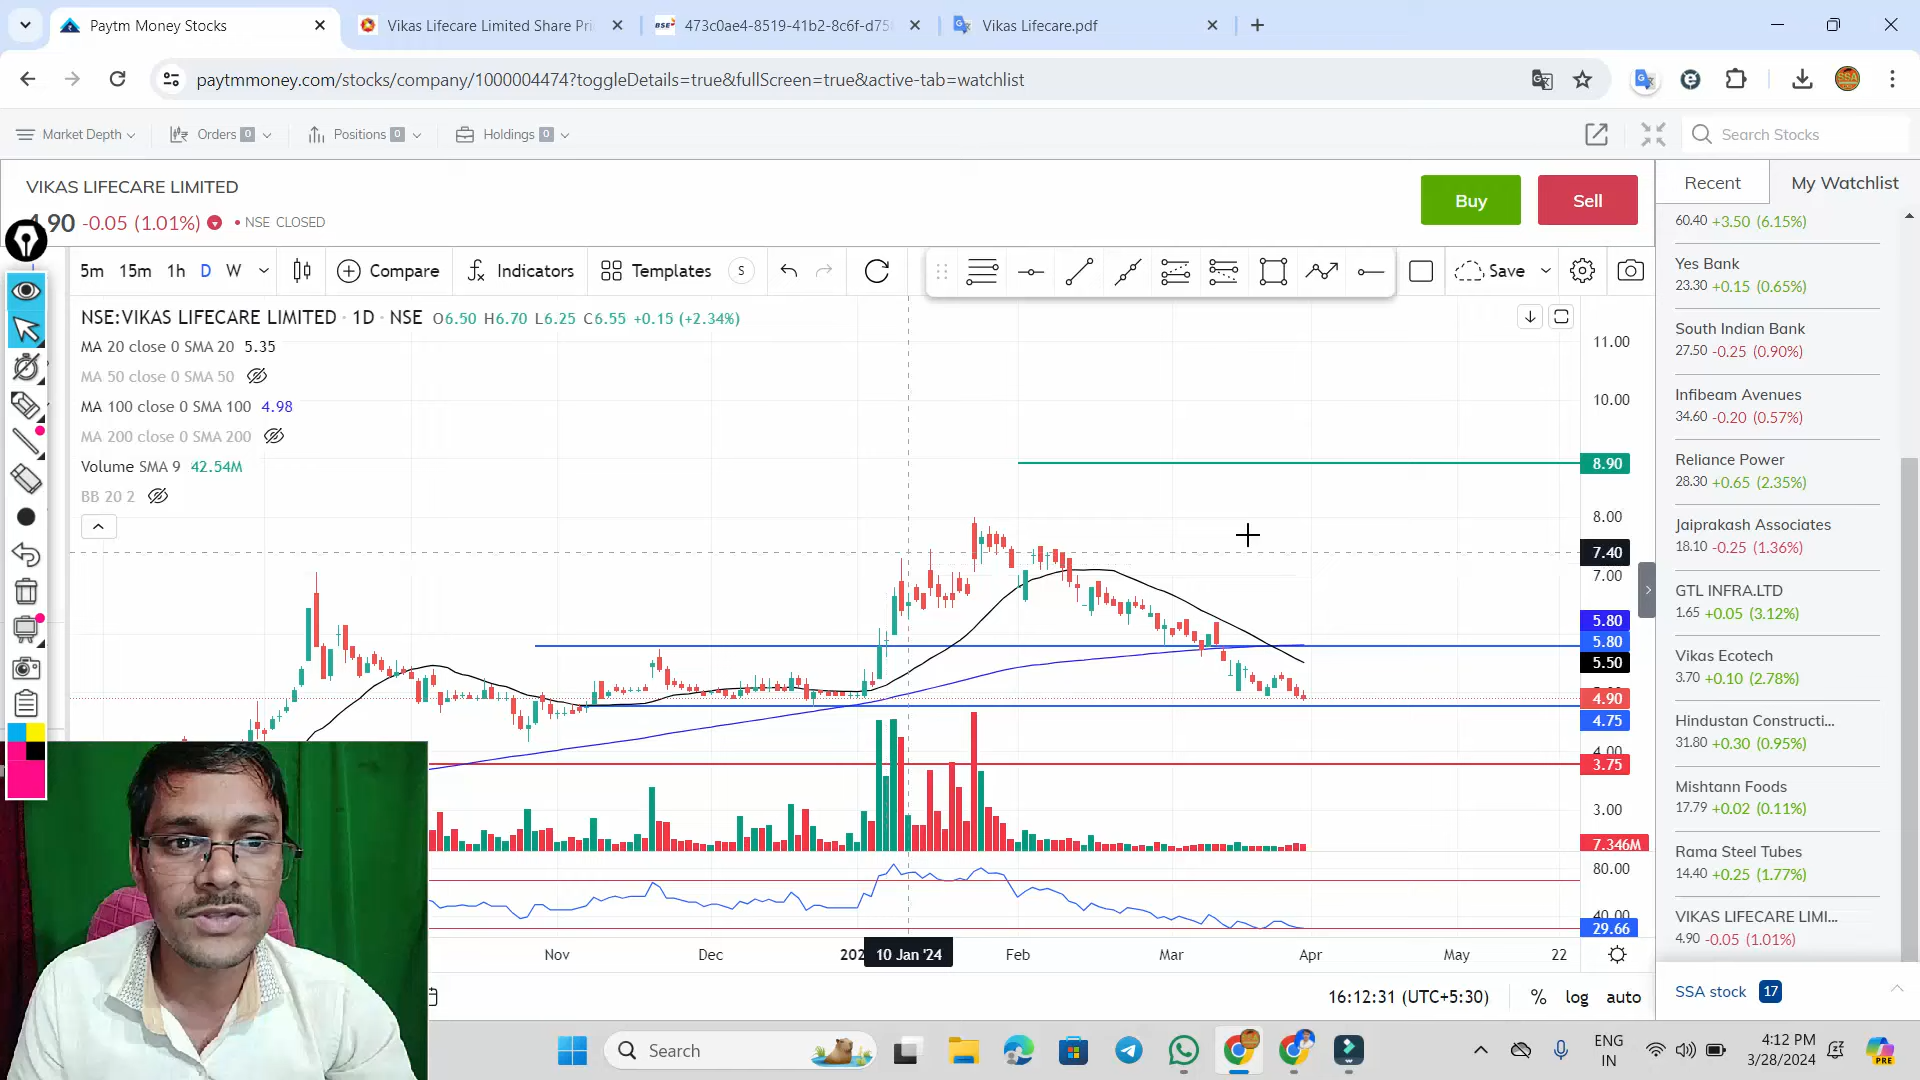 Paytm Money Stocks
Vikas Lifecare Limited Share Pri
BSE 473c0ae4-8519-41b2-8c6f-d75
Vikas Lifecare.pdf
paytmmoney.com/stocks/company/1000004474?toggleDetails=true&fullScreen=true&active-tab=watchlist
Market Depth
Orders 0
Positions 0
Holdings 0
Search Stocks
VIKAS LIFECARE LIMITED
.90 -0.05 (1.01%) • NSE CLOSED
Buy
Sell
Recent
My Watchlist
5m 15m 1h D W
Compare
Indicators
Templates
S
Save
NSE:VIKAS LIFECARE LIMITED · 1D · NSE O6.50 H6.70 L6.25 C6.55 +0.15 (+2.34%)
MA 20 close 0 SMA 20 5.35
MA 50 close 0 SMA 50
MA 100 close 0 SMA 100 4.98
MA 200 close 0 SMA 200
Volume SMA 9 42.54M
BB 20 2
11.00
10.00
8.90
8.00
7.40
7.00
5.80
5.80
5.50
4.90
4.75
4.00
3.75
3.00
7.346M
80.00
40.00
29.66
Nov
Dec
202
10 Jan '24
Feb
Mar
Apr
May
22
16:12:31 (UTC+5:30)
%
log
auto
60.40 +3.50 (6.15%)
Yes Bank
23.30 +0.15 (0.65%)
South Indian Bank
27.50 -0.25 (0.90%)
Infibeam Avenues
34.60 -0.20 (0.57%)
Reliance Power
28.30 +0.65 (2.35%)
Jaiprakash Associates
18.10 -0.25 (1.36%)
GTL INFRA.LTD
1.65 +0.05 (3.12%)
Vikas Ecotech
3.70 +0.10 (2.78%)
Hindustan Constructi...
31.80 +0.30 (0.95%)
Mishtann Foods
17.79 +0.02 (0.11%)
Rama Steel Tubes
14.40 +0.25 (1.77%)
VIKAS LIFECARE LIMI...
4.90 -0.05 (1.01%)
SSA stock 17
Search
ENG
IN
4:12 PM
3/28/2024
PRE